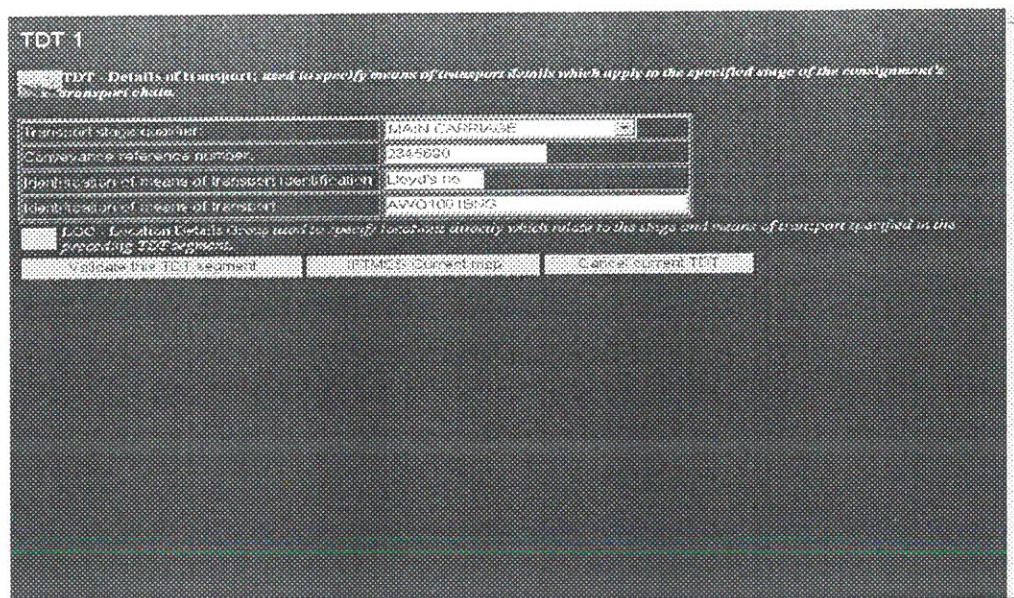 TDT 1
TDT - Details of transport; used to specify means of transport details which apply to the specified stage of the consignment's
transport chain.
Transport stage qualifier: MAIN CARRIAGE
Conveyance reference number: 2345690
Identification of means of transport identification Lloyd's no
Identification of means of transport AWO1001BNG
LOC - Location Details Group used to specify locations directly which relate to the stage and means of transport specified in the
preceding TDT segment.
Validate this TDT segment Current map Cancel current TDT